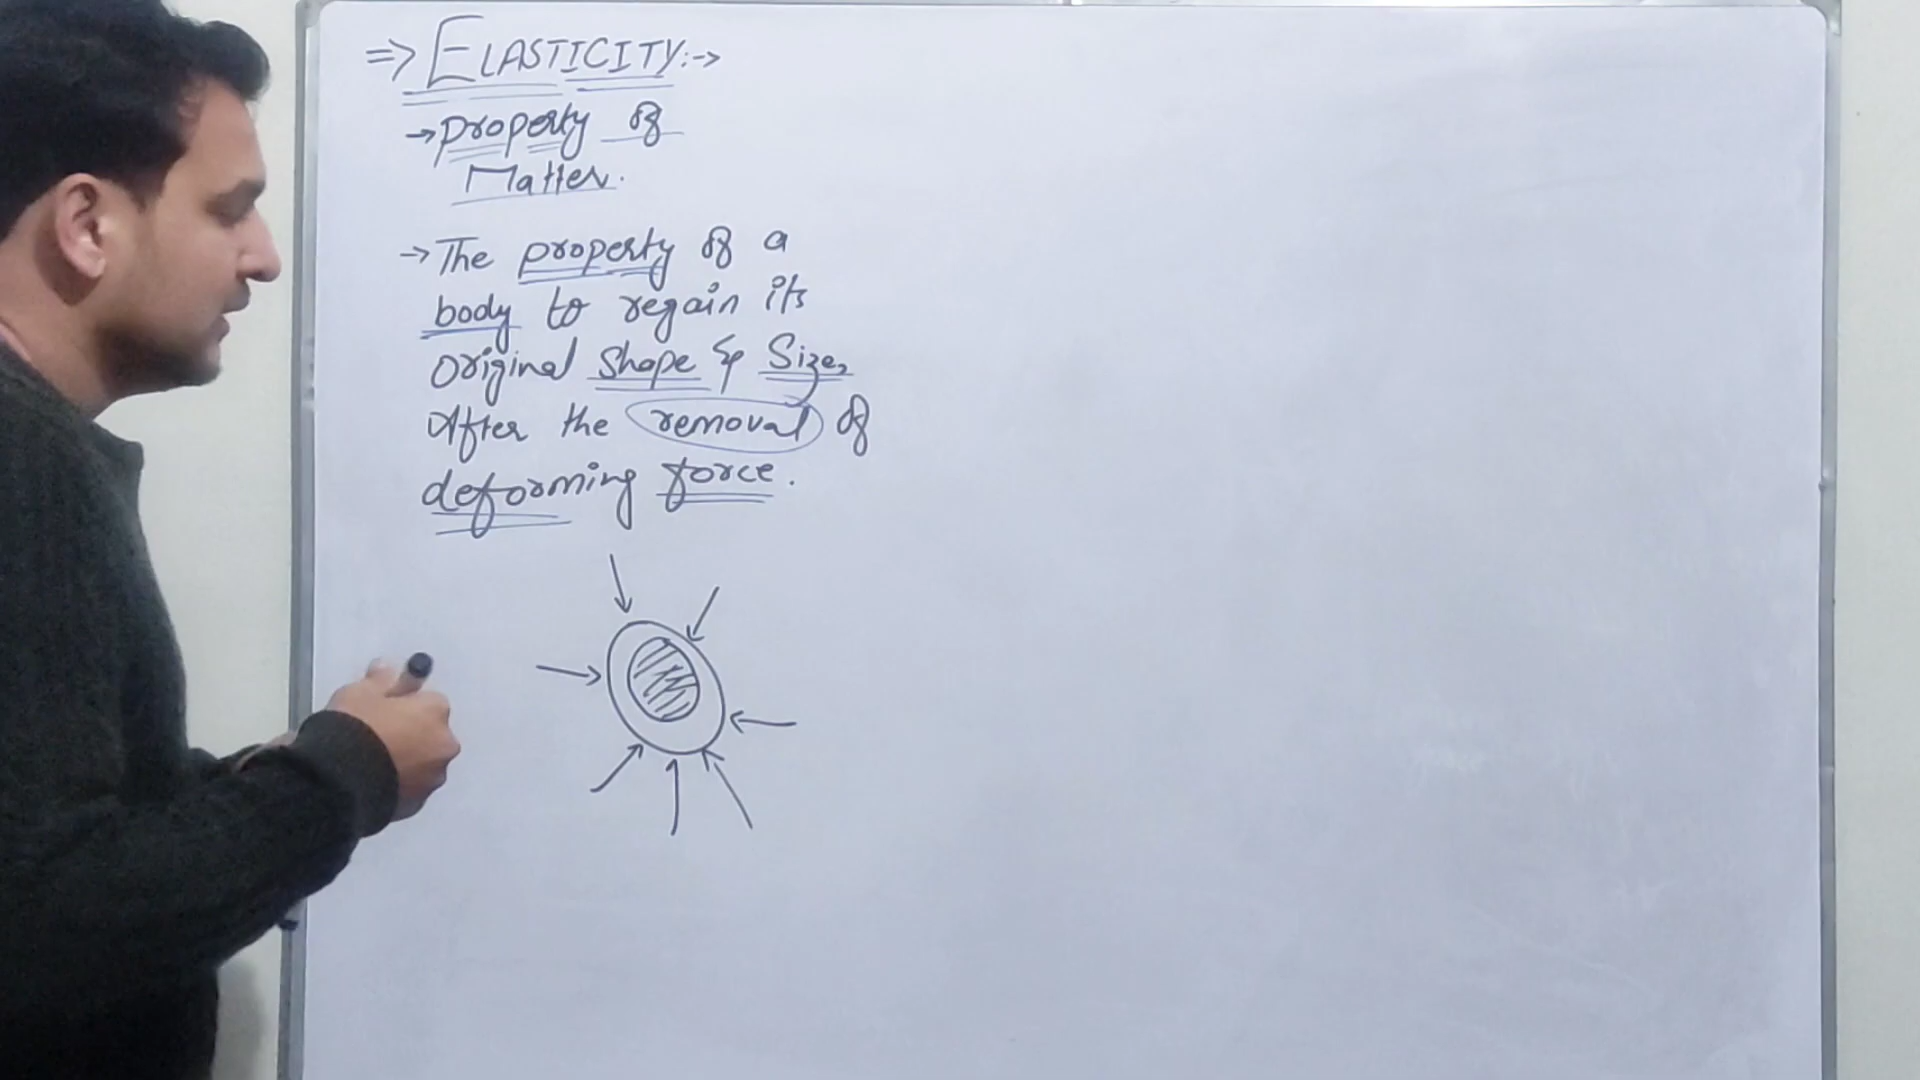 => ELASTICITY:->
→ property of
Matter.
→ The property of a
body to regain its
original shape & Size,
After the removal of
deforming force.